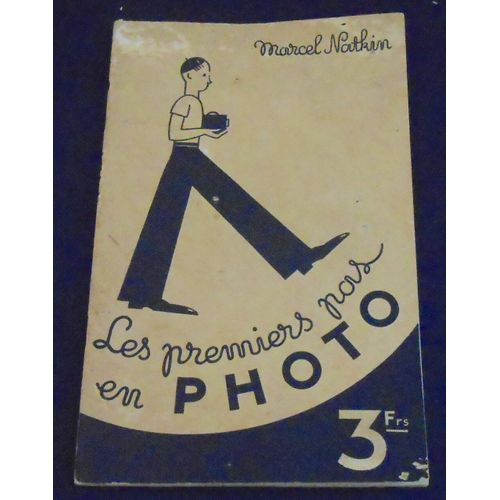 Marcel Natkin
Les premiers pas
en PHOTO
3 Frs